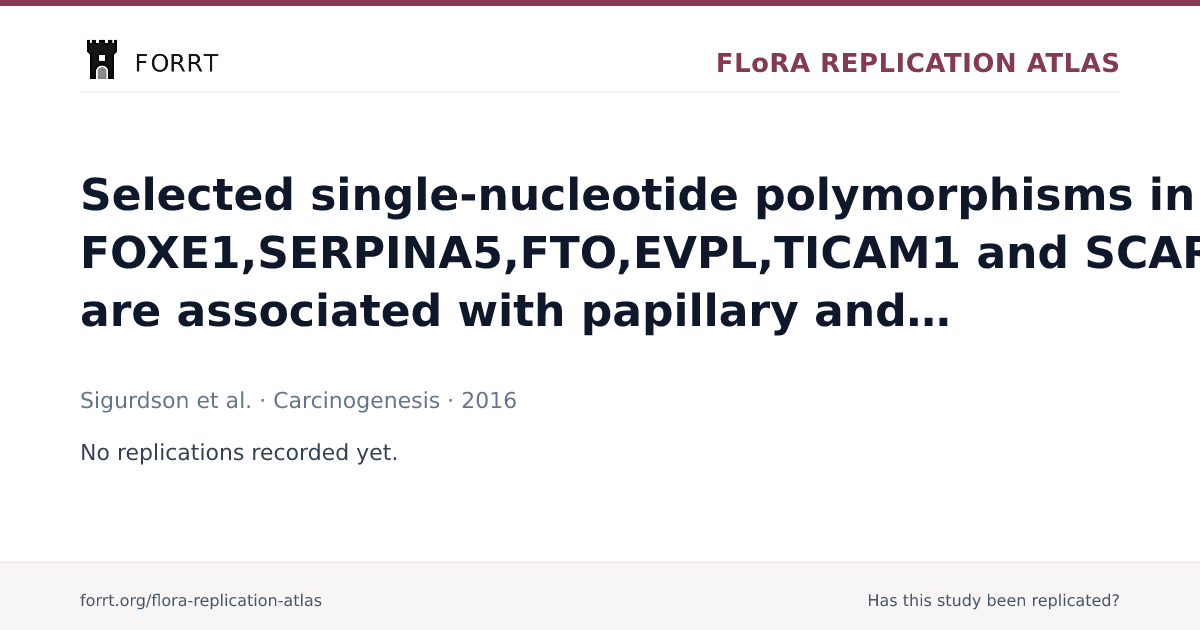 FORRT
FLoRA REPLICATION ATLAS
Selected single-nucleotide polymorphisms in
FOXE1,SERPINA5,FTO,EVPL,TICAM1 and
are associated with papillary and…
Sigurdson et al. · Carcinogenesis · 2016
No replications recorded yet.
forrt.org/flora-replication-atlas
Has this study been replicated?